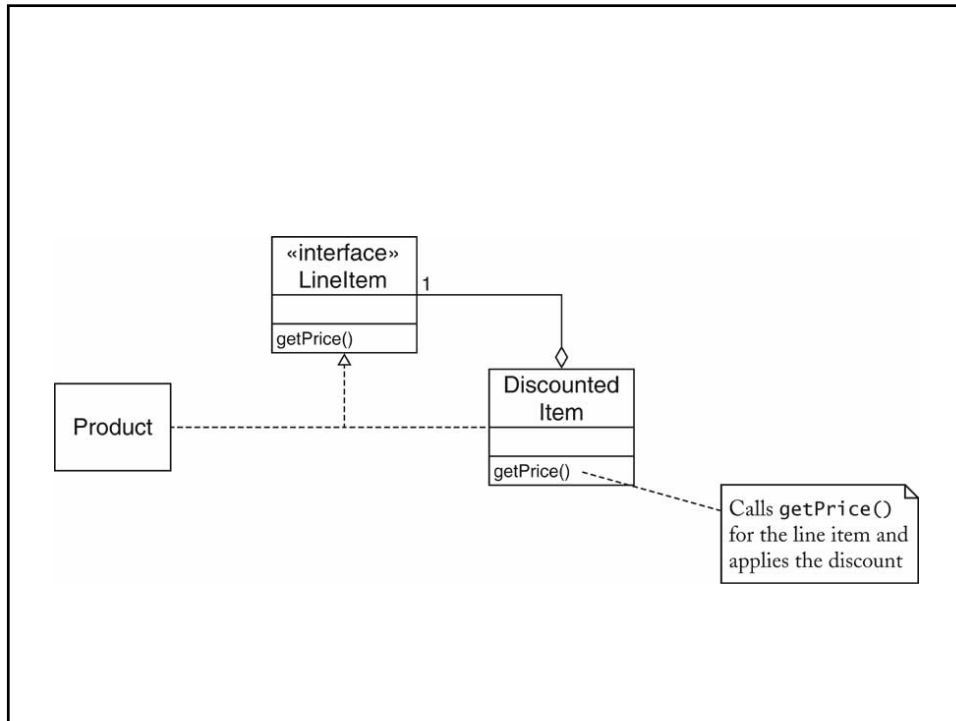 «interface»
LineItem
1
getPrice()
Product
Discounted
Item
getPrice()
Calls getPrice()
for the line item and
applies the discount